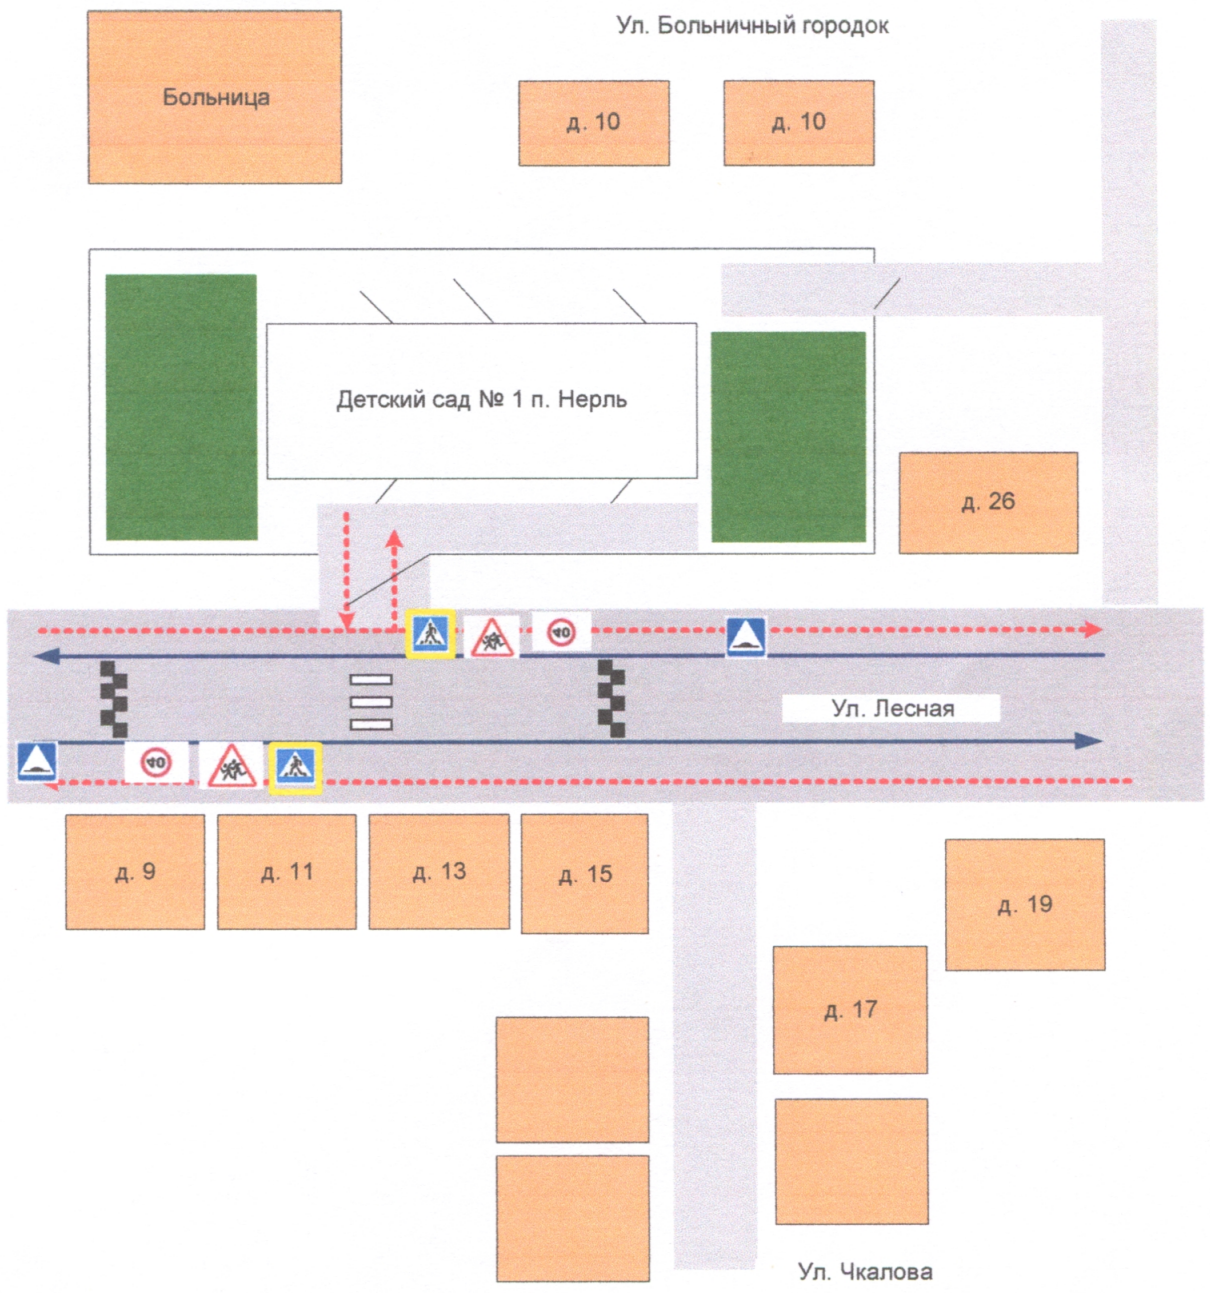 Ул. Больничный городок
Больница
д. 10
д. 10
Детский сад № 1 п. Нерль
д. 26
40
Ул. Лесная
40
д. 9
д. 11
д. 13
д. 15
д. 19
д. 17
Ул. Чкалова